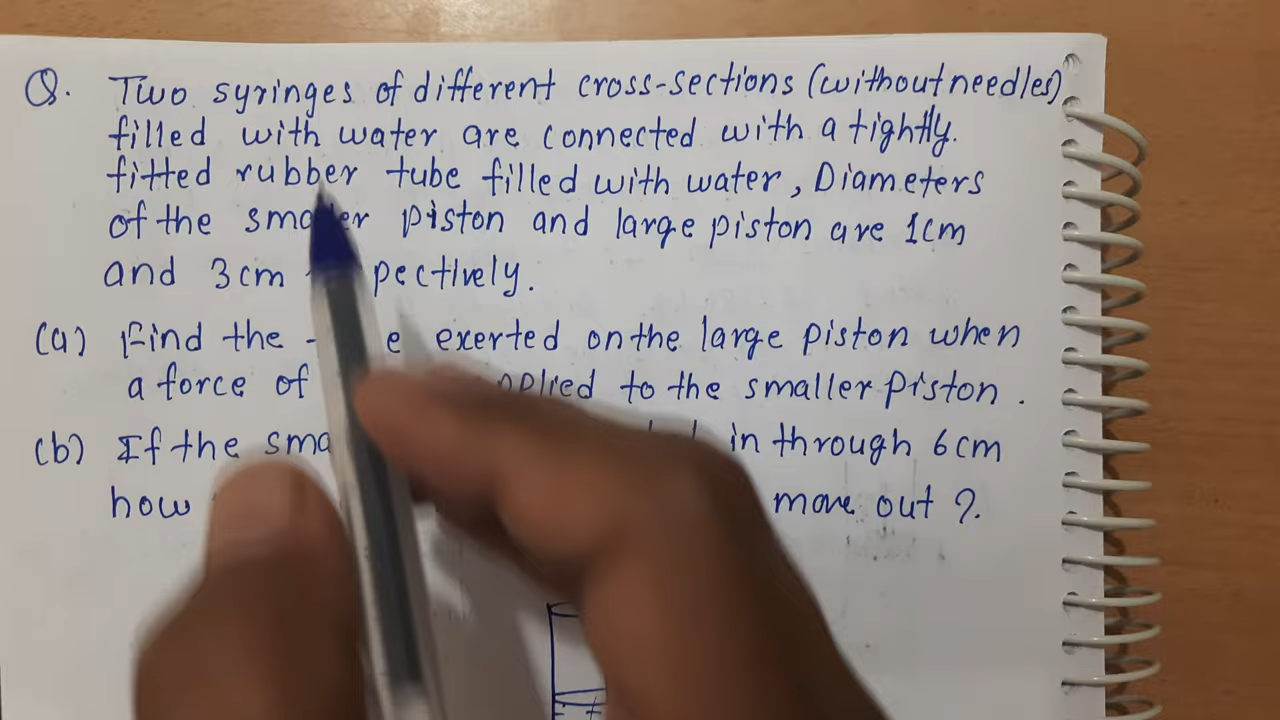 Q. Two syringes of different cross-sections (without needles)
filled with water are connected with a tightly.
fitted rubber tube filled with water, Diameters
of the smaller piston and large piston are 1cm
and 3cm pectively.
(a) Find the exerted on the large piston when
a force of applied to the smaller piston.
(b) If the in through 6cm
how move out ?